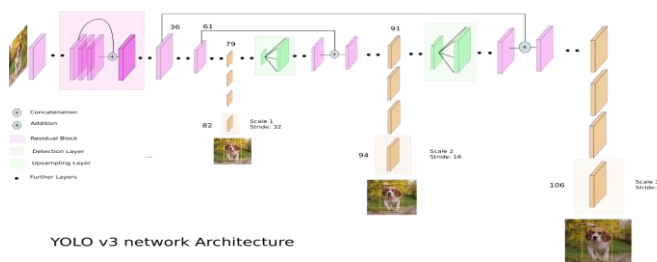 36
61
79
91
Concatenation
Addition
Residual Block
Detection Layer
Upsampling Layer
Further Layers
...
82
Scale 1
Stride: 32
94
Scale 2
Stride: 16
106
Scale 3
Stride:
YOLO v3 network Architecture